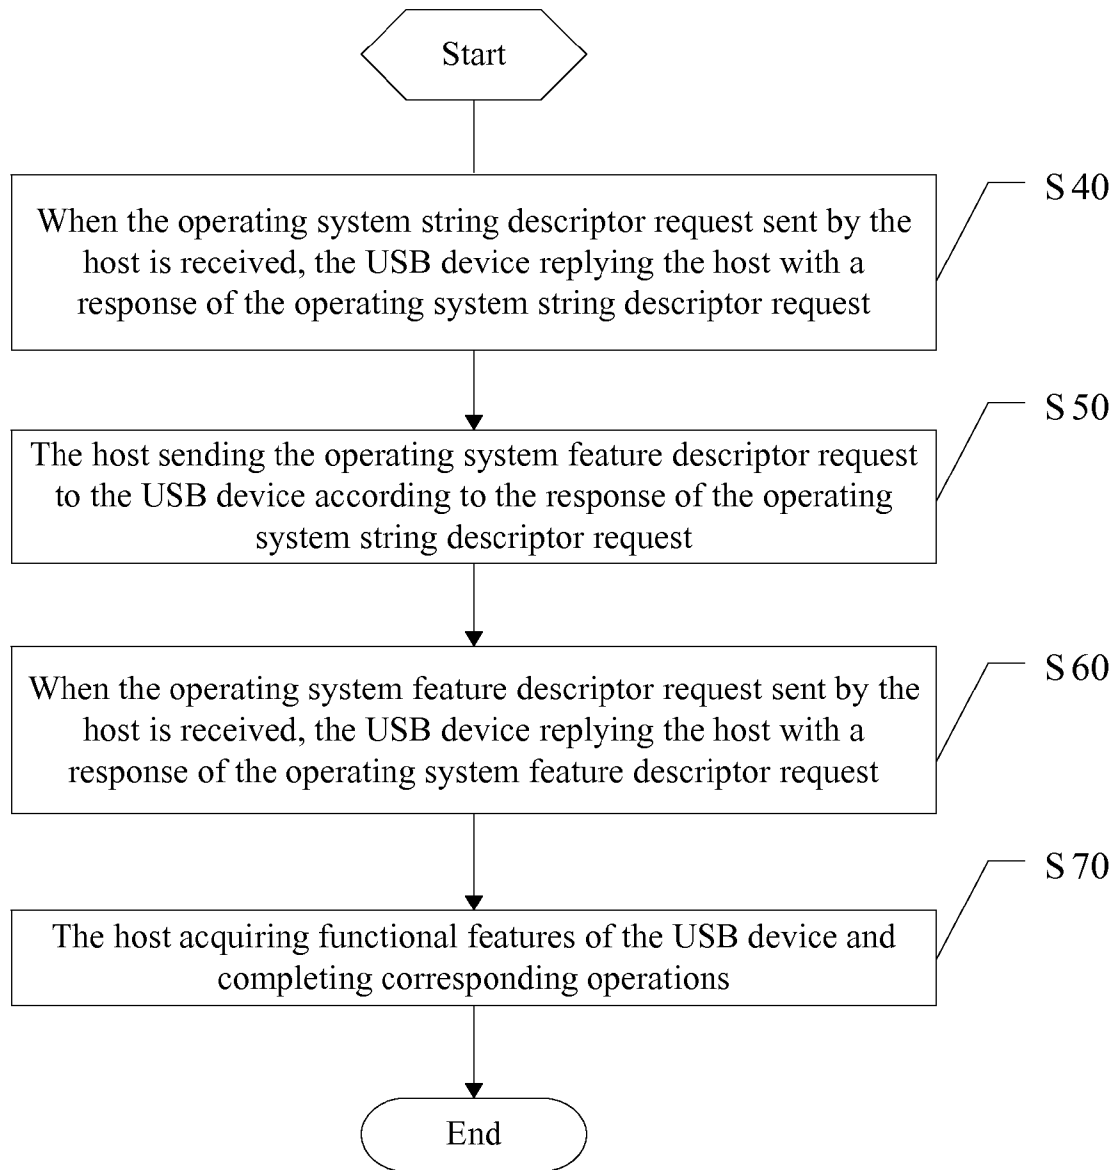 Start
S40
When the operating system string descriptor request sent by the
host is received, the USB device replying the host with a
response of the operating system string descriptor request
S50
The host sending the operating system feature descriptor request
to the USB device according to the response of the operating
system string descriptor request
S60
When the operating system feature descriptor request sent by the
host is received, the USB device replying the host with a
response of the operating system feature descriptor request
S70
The host acquiring functional features of the USB device and
completing corresponding operations
End